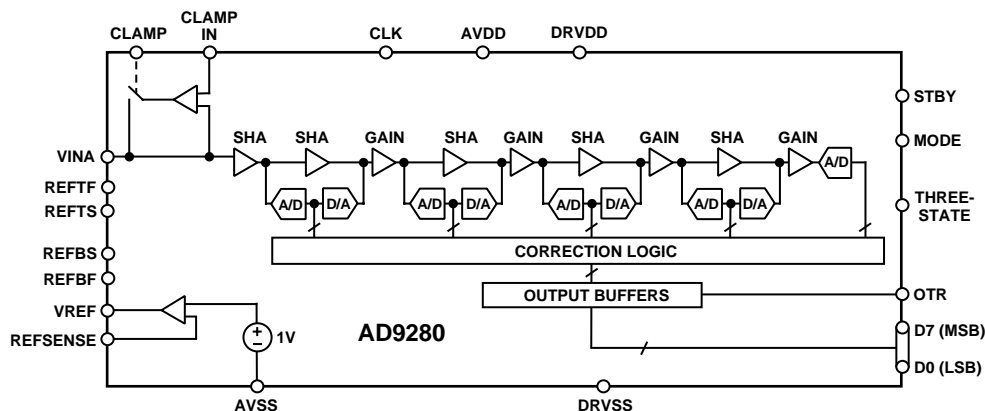 CLAMP
CLAMP IN
CLK
AVDD
DRVDD
STBY
MODE
THREE-STATE
OTR
D7 (MSB)
D0 (LSB)
VINA
REFTF
REFTS
REFBS
REFBF
VREF
REFSENSE
SHA
SHA
GAIN
SHA
GAIN
SHA
GAIN
SHA
GAIN
A/D
A/D
D/A
A/D
D/A
A/D
D/A
A/D
D/A
CORRECTION LOGIC
OUTPUT BUFFERS
1V
AD9280
AVSS
DRVSS